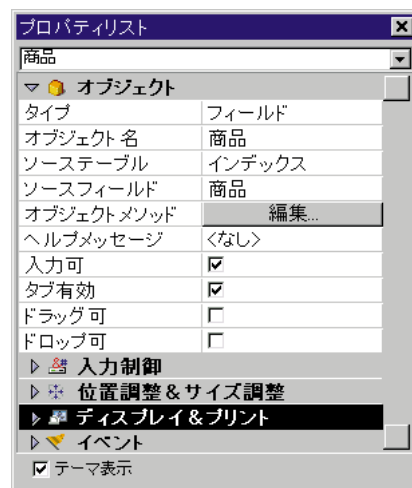 プロパティリスト
商品
オブジェクト
タイプ フィールド
オブジェクト名 商品
ソーステーブル インデックス
ソースフィールド 商品
オブジェクトメソッド 編集...
ヘルプメッセージ <なし>
入力可
タブ有効
ドラッグ可
ドロップ可
入力制御
位置調整&サイズ調整
ディスプレイ&プリント
イベント
テーマ表示